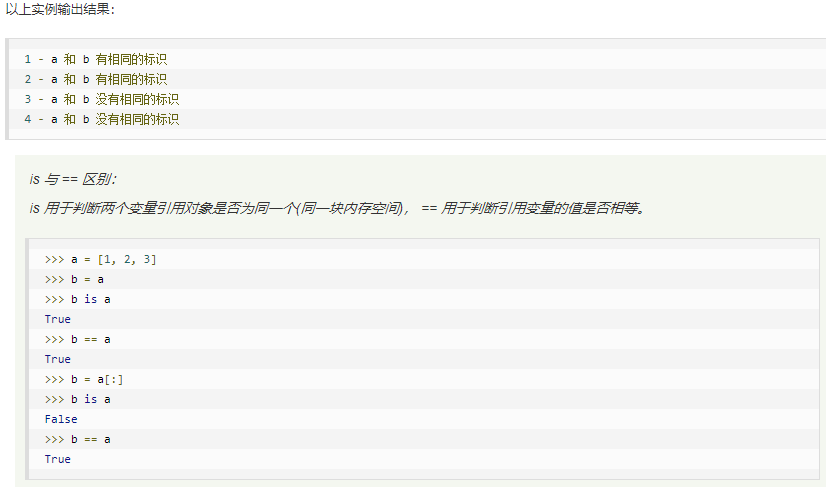 以上实例输出结果：
1 - a 和 b 有相同的标识
2 - a 和 b 有相同的标识
3 - a 和 b 没有相同的标识
4 - a 和 b 没有相同的标识
is 与 == 区别：
is 用于判断两个变量引用对象是否为同一个(同一块内存空间)， == 用于判断引用变量的值是否相等。
>>> a = [1, 2, 3]
>>> b = a
>>> b is a
True
>>> b == a
True
>>> b = a[:]
>>> b is a
False
>>> b == a
True